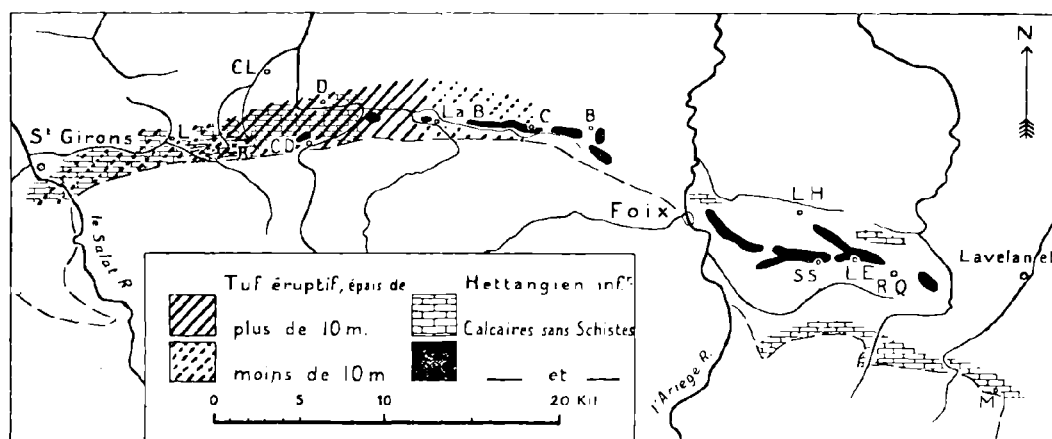 N
CL
D
La B
C
B
St Girons
L
R
CD
le Salat R.
Foix
LH
Lavelanet
SS
LE
RQ
M
l'Ariege R.
Tuf éruptif, épais de
plus de 10 m.
moins de 10 m
Hettangien infr
Calcaires sans Schistes
et
0 5 10 20 Kil